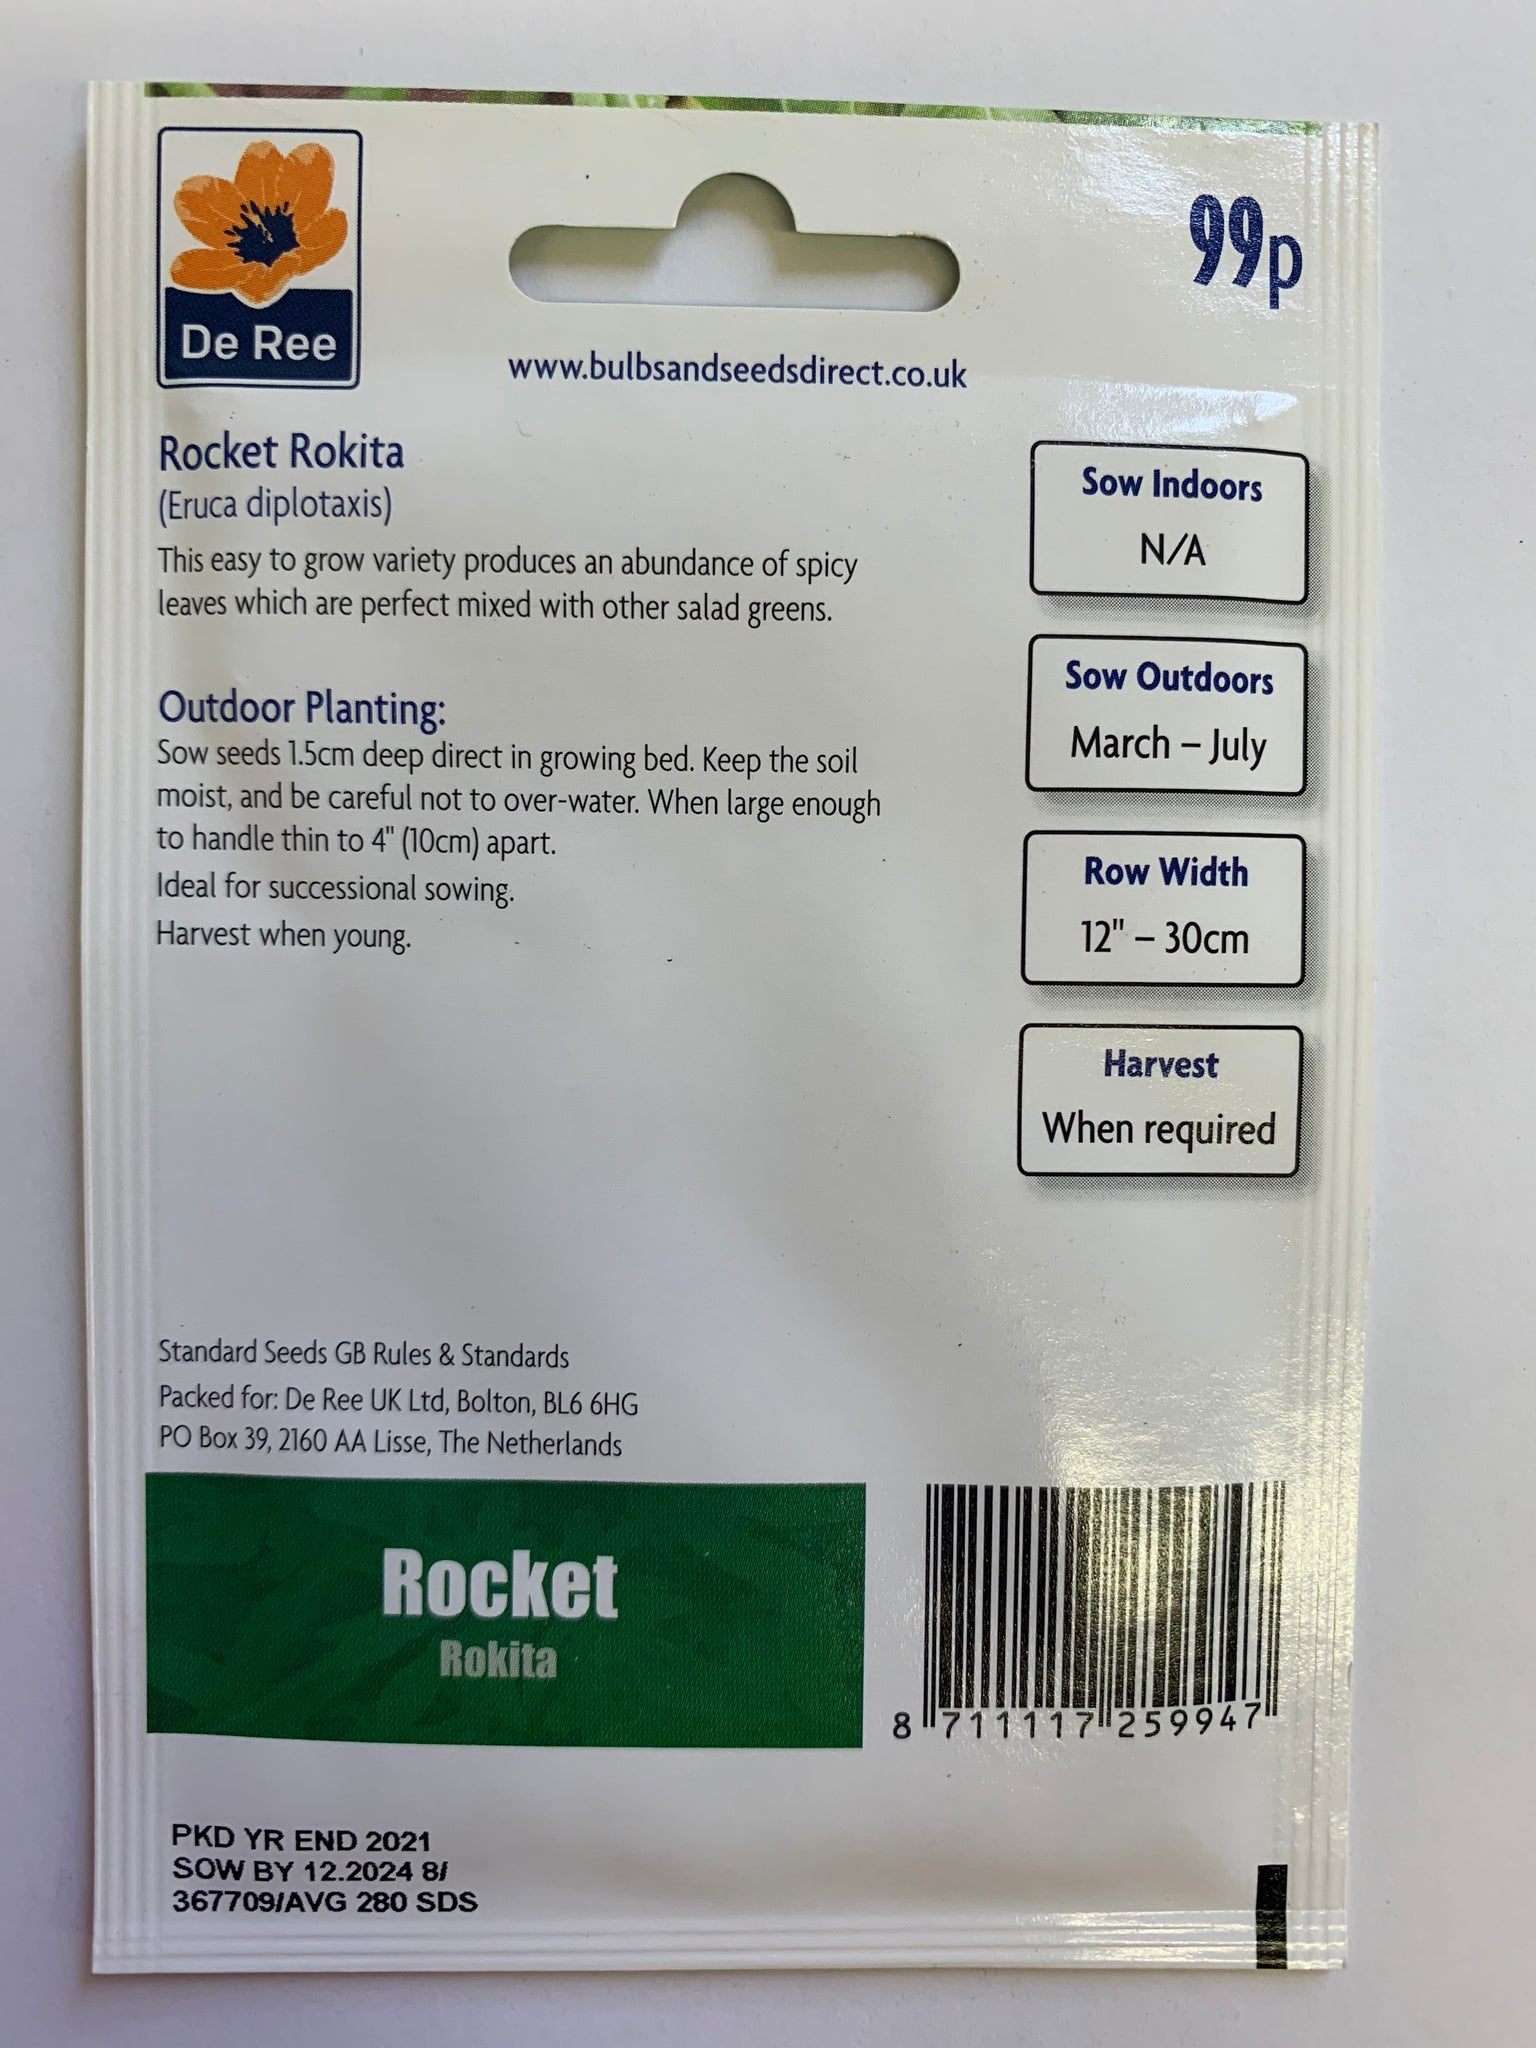 De Ree
99p
www.bulbsandseedsdirect.co.uk
Rocket Rokita
(Eruca diplotaxis)
This easy to grow variety produces an abundance of spicy
leaves which are perfect mixed with other salad greens.
Outdoor Planting:
Sow seeds 1.5cm deep direct in growing bed. Keep the soil
moist, and be careful not to over-water. When large enough
to handle thin to 4" (10cm) apart.
Ideal for successional sowing.
Harvest when young.
Sow Indoors
N/A
Sow Outdoors
March – July
Row Width
12" – 30cm
Harvest
When required
Standard Seeds GB Rules & Standards
Packed for: De Ree UK Ltd, Bolton, BL6 6HG
PO Box 39, 2160 AA Lisse, The Netherlands
Rocket
Rokita
8 711117 259947
PKD YR END 2021
SOW BY 12.2024 8/
367709/AVG 280 SDS